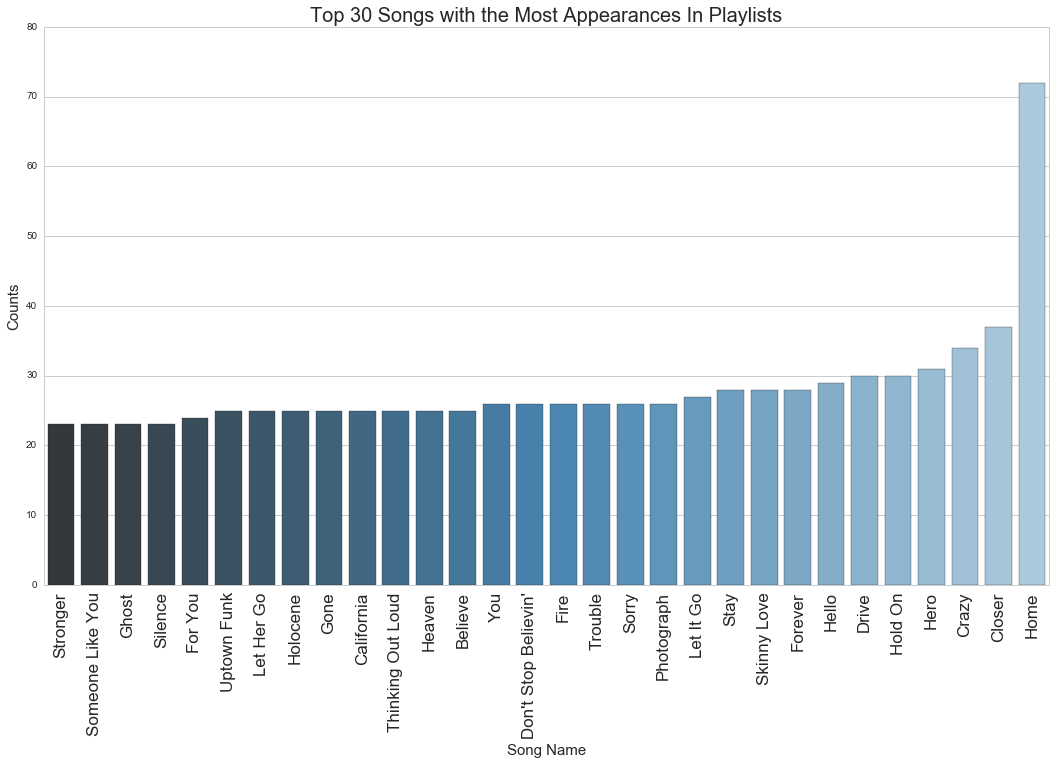 Top 30 Songs with the Most Appearances In Playlists
80
70
60
50
40
30
20
10
0
Counts
Stronger
Someone Like You
Ghost
Silence
For You
Uptown Funk
Let Her Go
Holocene
Gone
California
Thinking Out Loud
Heaven
Believe
You
Don't Stop Believin'
Fire
Trouble
Sorry
Photograph
Let It Go
Stay
Skinny Love
Forever
Hello
Drive
Hold On
Hero
Crazy
Closer
Home
Song Name